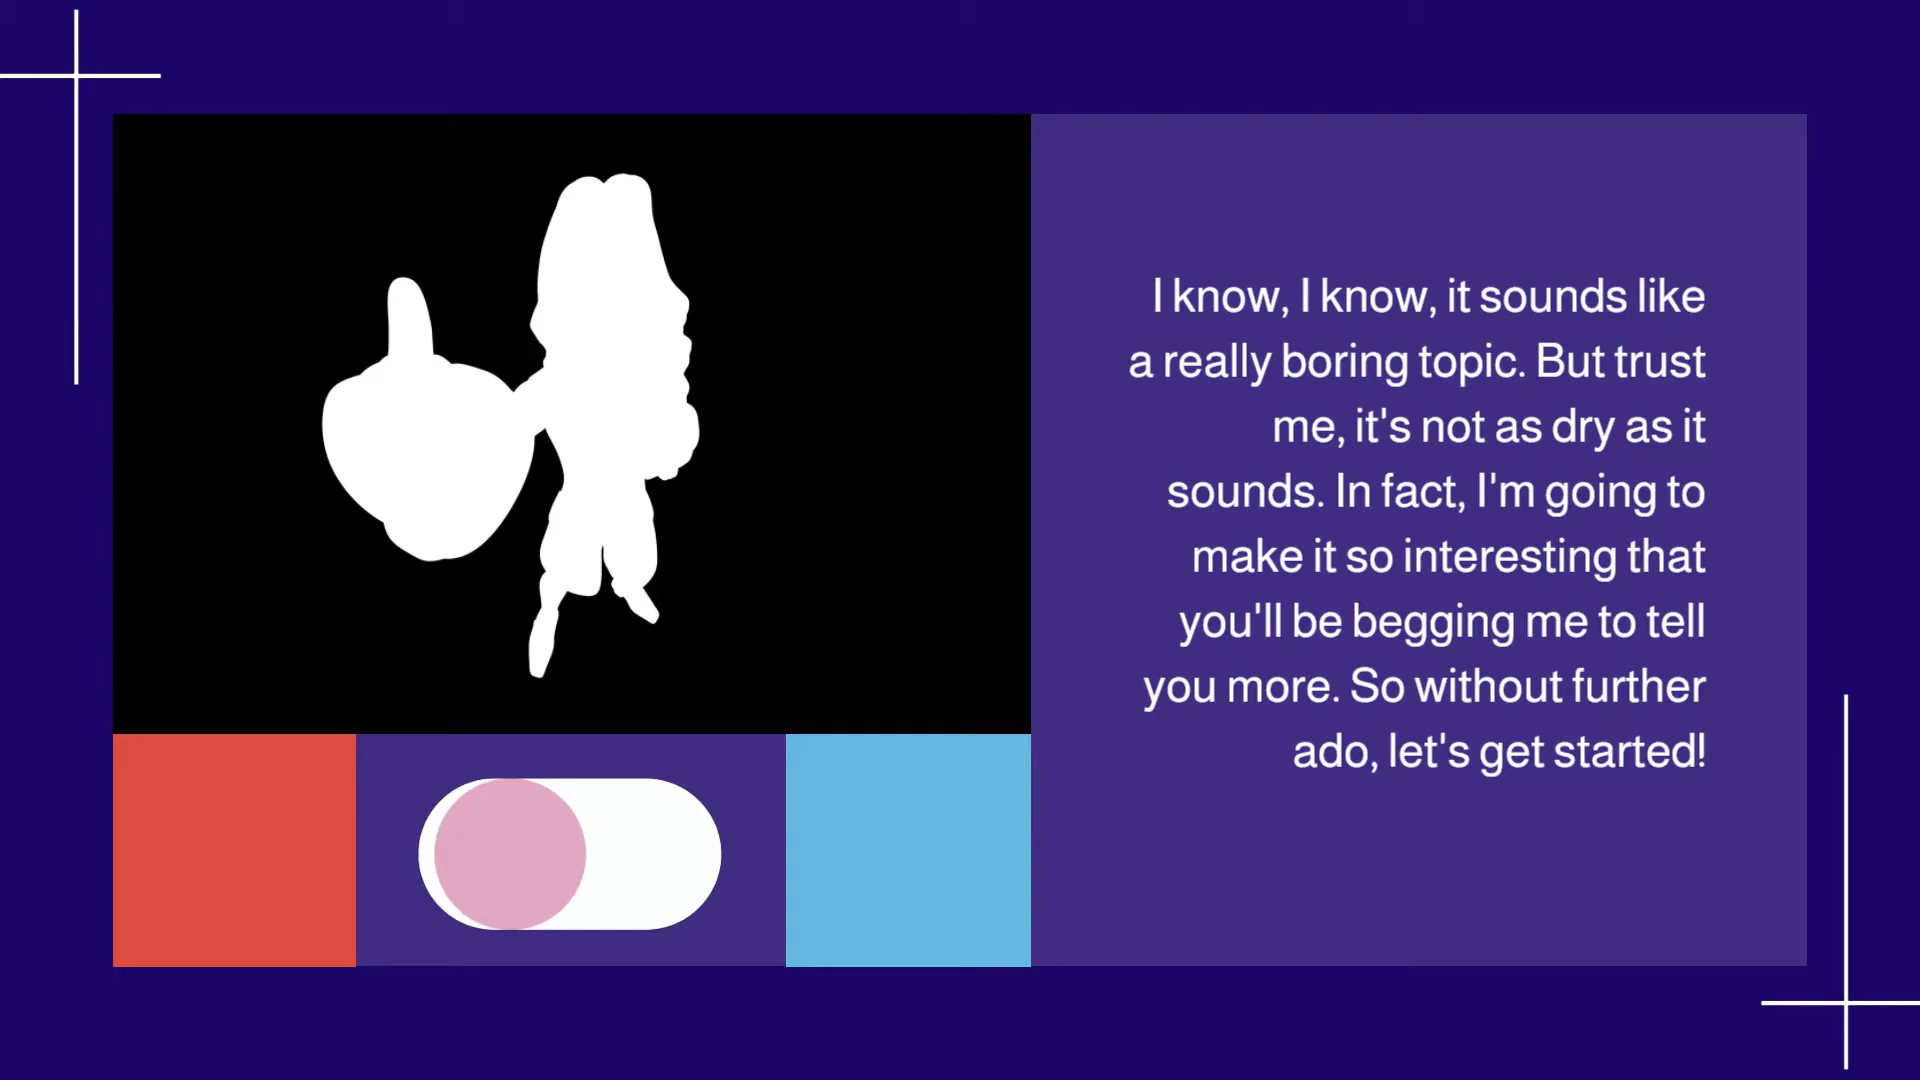 I know, I know, it sounds like
a really boring topic. But trust
me, it's not as dry as it
sounds. In fact, I'm going to
make it so interesting that
you'll be begging me to tell
you more. So without further
ado, let's get started!